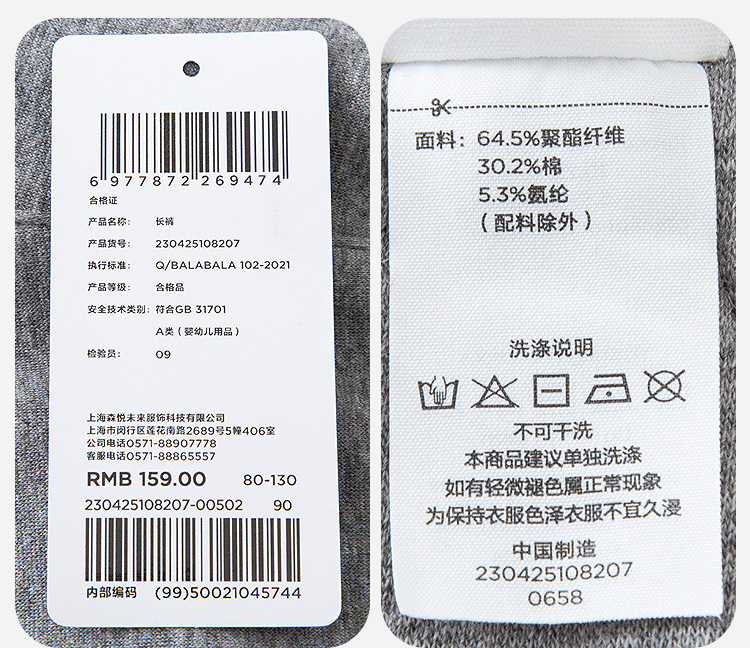 6 977872 269474
合格证
产品名称: 长裤
产品货号: 230425108207
执行标准: Q/BALABALA 102-2021
产品等级: 合格品
安全技术类别: 符合GB 31701
A类（婴幼儿用品）
检验员: 09
上海森悦未来服饰科技有限公司
上海市闵行区莲花南路2689号5幢406室
公司电话0571-88907778
客服电话0571-88865557
RMB 159.00 80-130
230425108207-00502 90
内部编码 (99)50021045744
面料: 64.5%聚酯纤维
30.2%棉
5.3%氨纶
（配料除外）
洗涤说明
不可干洗
本商品建议单独洗涤
如有轻微褪色属正常现象
为保持衣服色泽衣服不宜久浸
中国制造
230425108207
0658